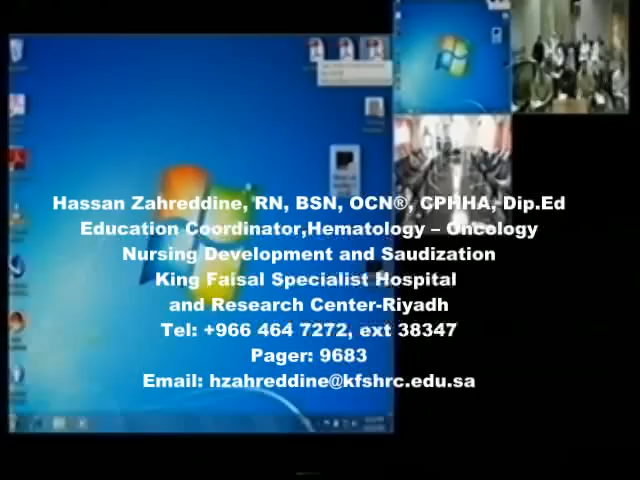 Hassan Zahreddine, RN, BSN, OCN®, CPHHA, Dip.Ed
Education Coordinator,Hematology – Oncology
Nursing Development and Saudization
King Faisal Specialist Hospital
and Research Center-Riyadh
Tel: +966 464 7272, ext 38347
Pager: 9683
Email: hzahreddine@kfshrc.edu.sa